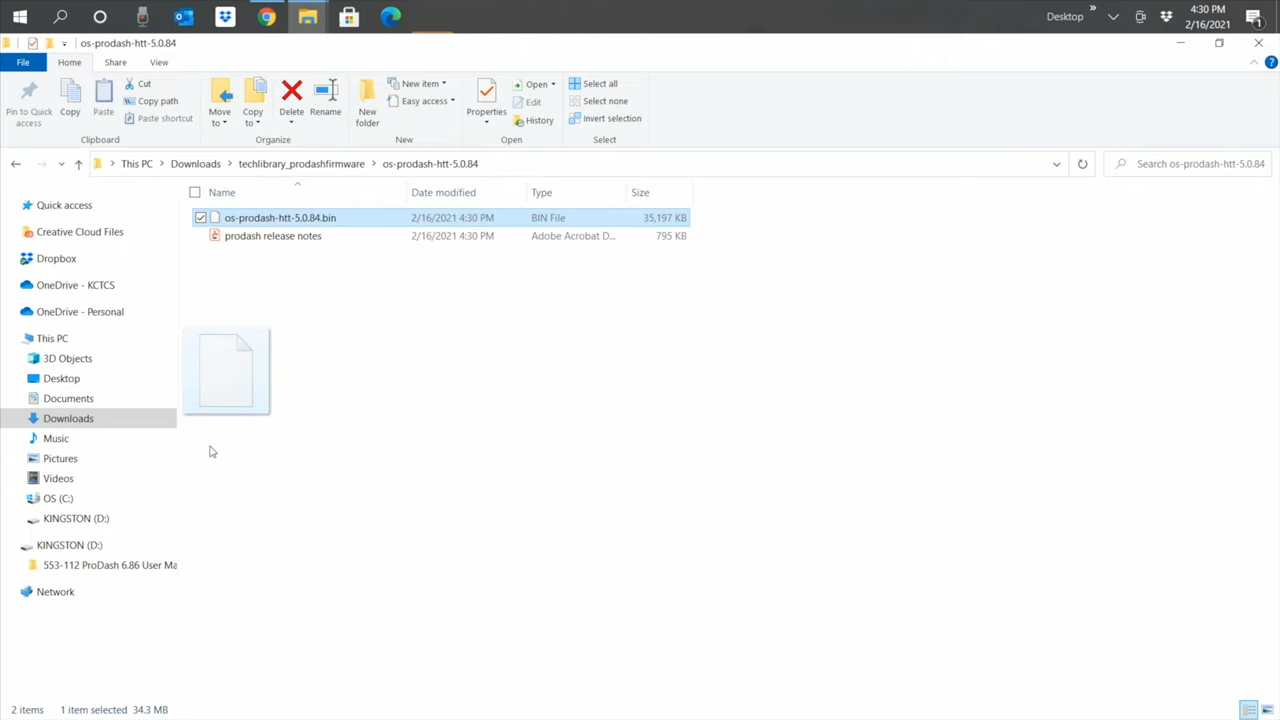 Desktop
»
4:30 PM
2/16/2021
1
os-prodash-htt-5.0.84
File
Home
Share
View
Pin to Quick access
Copy
Paste
Cut
Copy path
Paste shortcut
Clipboard
Move to
Copy to
Delete
Rename
Organize
New folder
New item
Easy access
New
Properties
Open
Edit
History
Open
Select all
Select none
Invert selection
Select
This PC > Downloads > techlibrary_prodashfirmware > os-prodash-htt-5.0.84
Search os-prodash-htt-5.0.84
Name Date modified Type Size
os-prodash-htt-5.0.84.bin 2/16/2021 4:30 PM BIN File 35,197 KB
prodash release notes 2/16/2021 4:30 PM Adobe Acrobat D... 795 KB
Quick access
Creative Cloud Files
Dropbox
OneDrive - KCTCS
OneDrive - Personal
This PC
3D Objects
Desktop
Documents
Downloads
Music
Pictures
Videos
OS (C:)
KINGSTON (D:)
KINGSTON (D:)
553-112 ProDash 6.86 User Ma
Network
2 items 1 item selected 34.3 MB